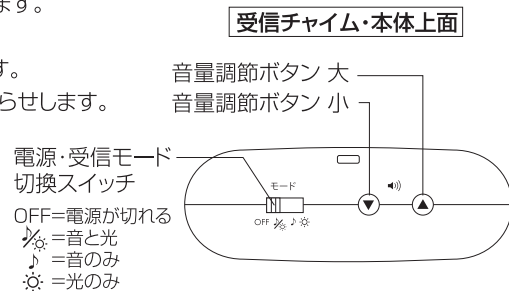 ます。
受信チャイム・本体上面
す。
らせします。
音量調節ボタン 大
音量調節ボタン 小
電源・受信モード
切換スイッチ
OFF=電源が切れる
♪/☼=音と光
♪=音のみ
☼=光のみ
モード
OFF ♪/☼ ♪ ☼
▼ ▲